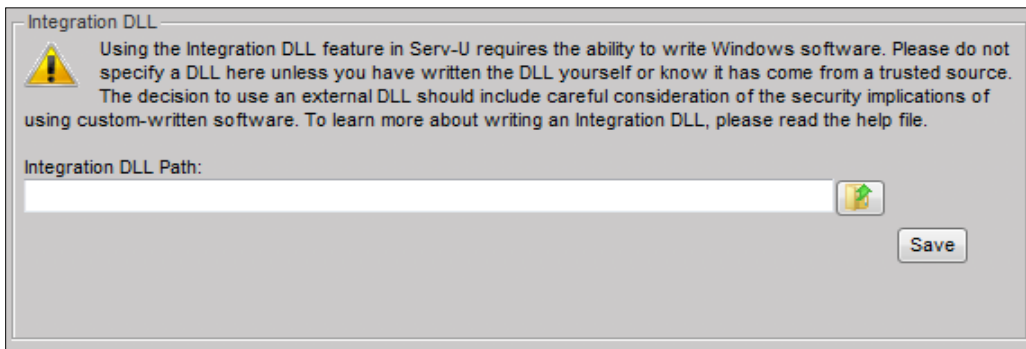 Integration DLL
Using the Integration DLL feature in Serv-U requires the ability to write Windows software. Please do not
specify a DLL here unless you have written the DLL yourself or know it has come from a trusted source.
The decision to use an external DLL should include careful consideration of the security implications of
using custom-written software. To learn more about writing an Integration DLL, please read the help file.
Integration DLL Path:
Save